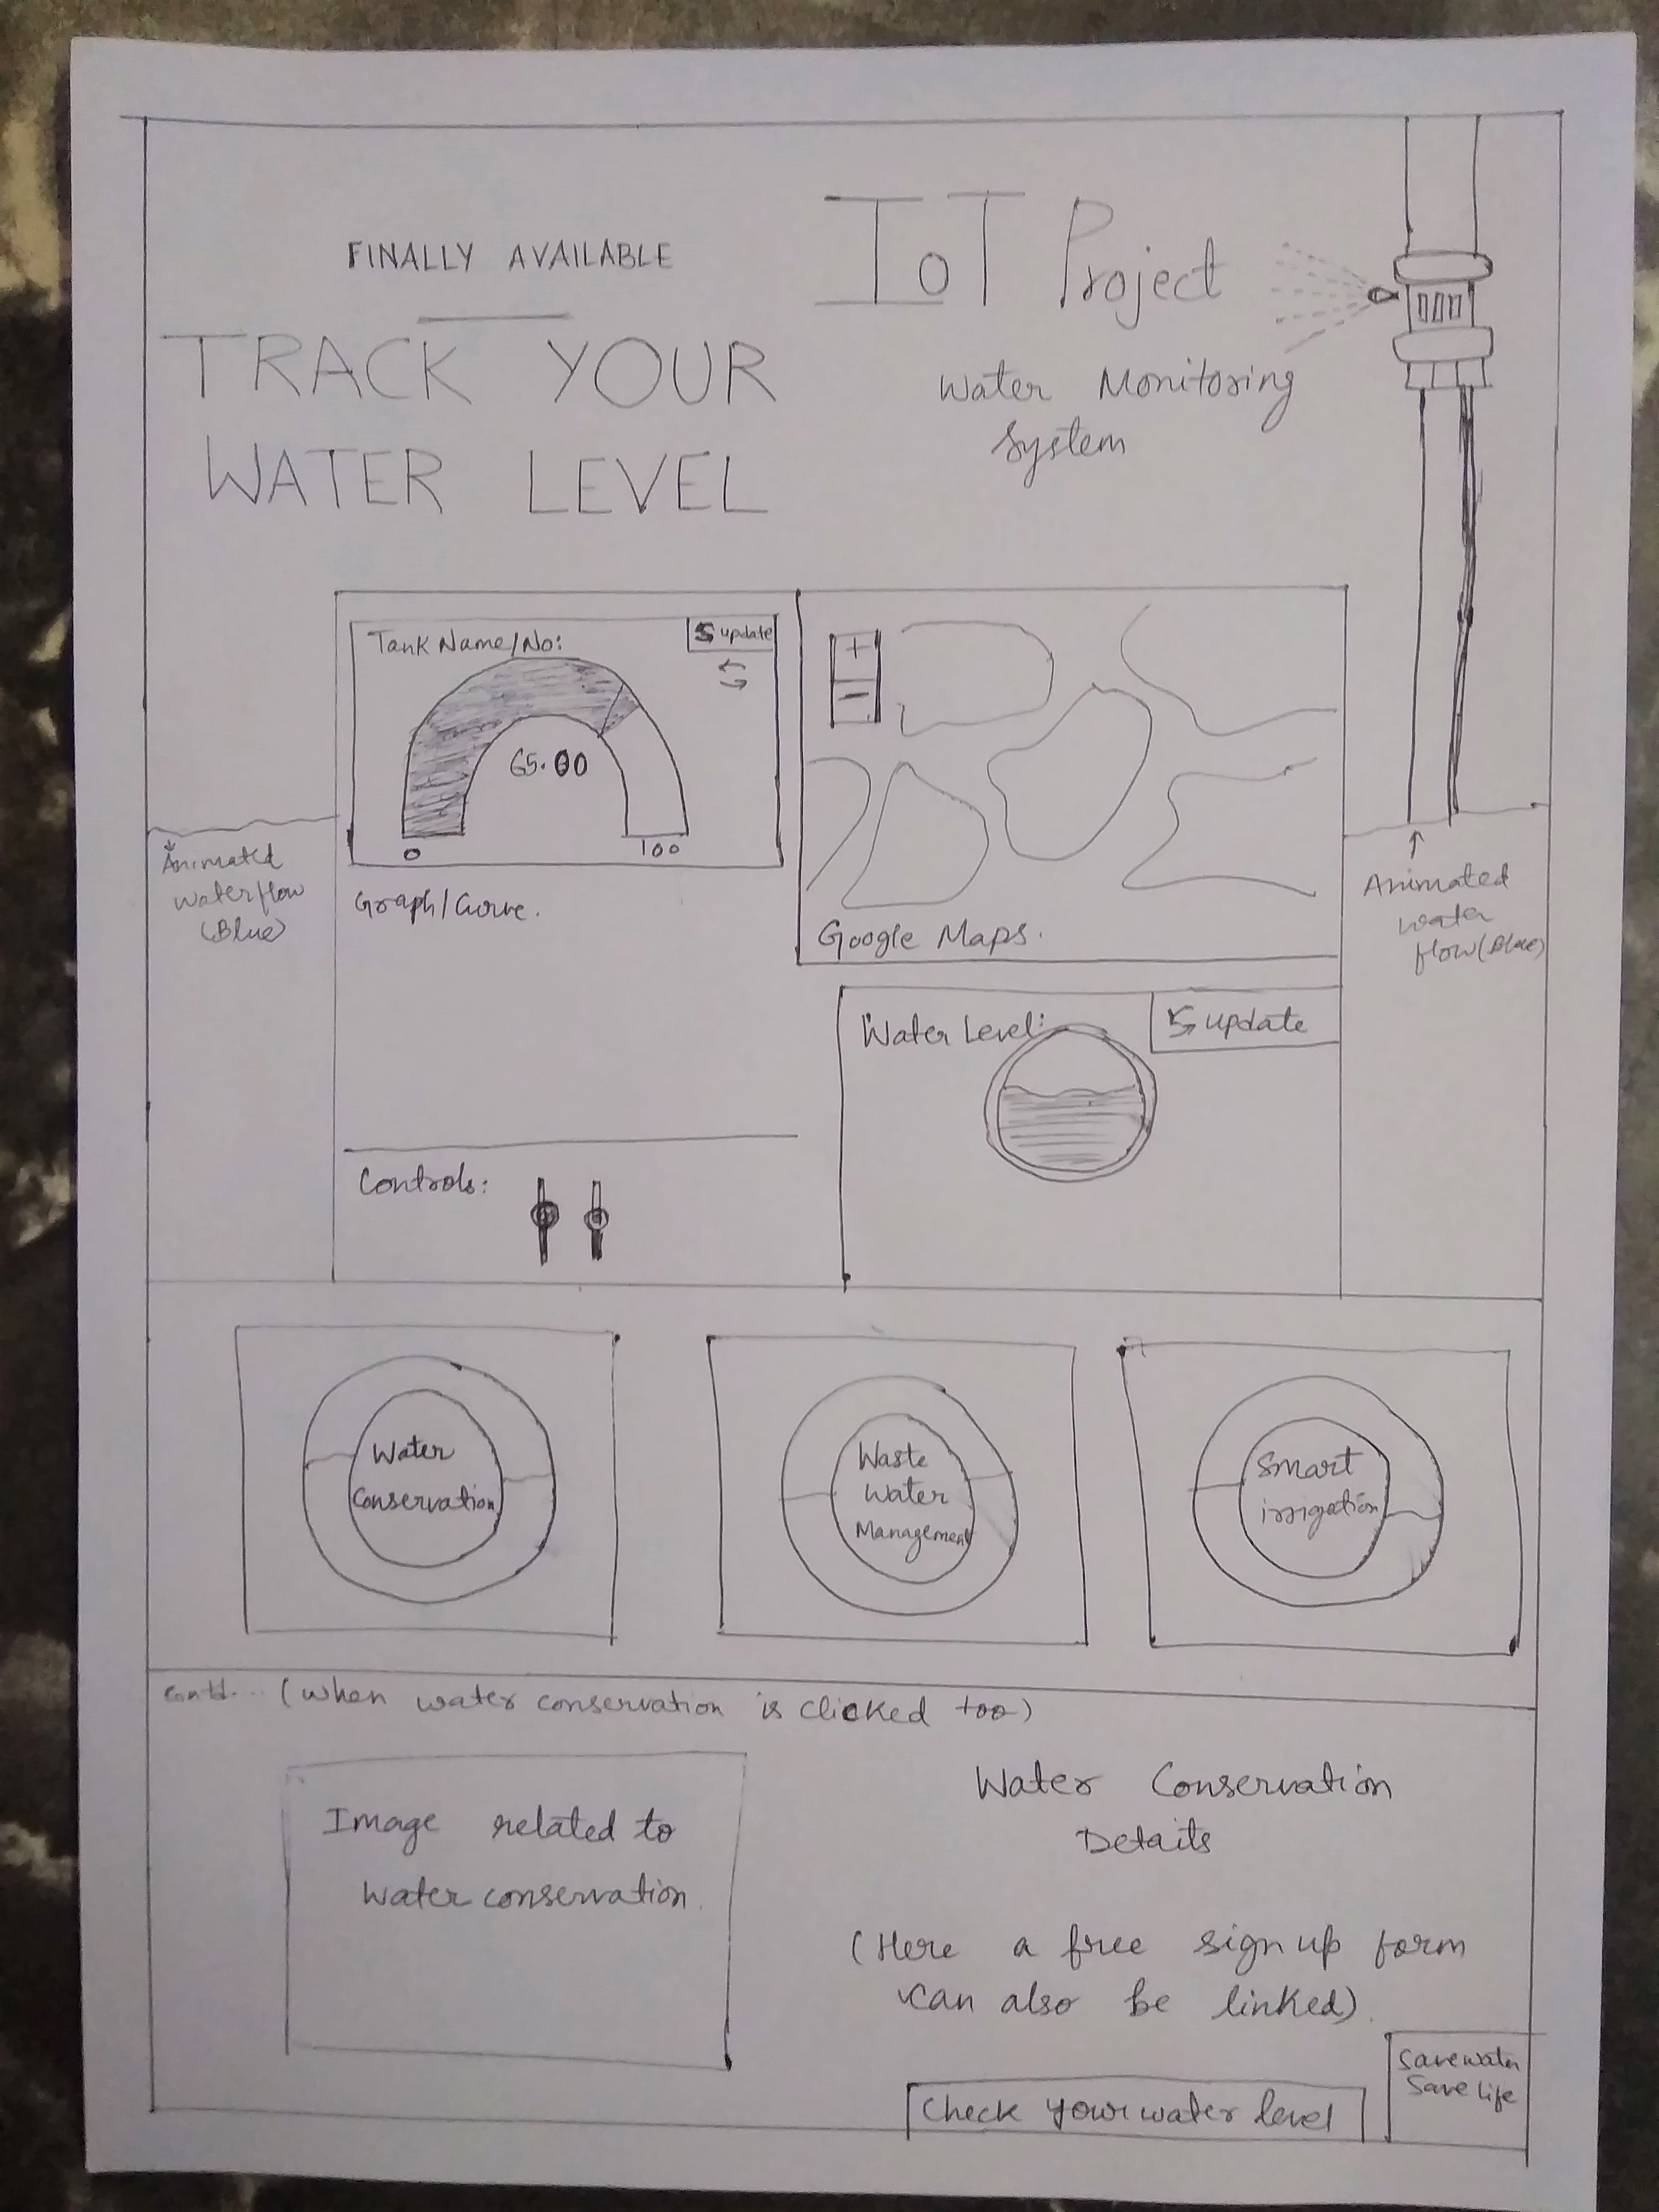 FINALLY AVAILABLE
TRACK YOUR
WATER LEVEL
IoT Project
Water Monitoring
System
Tank Name/No:
update
65.00
0
100
Graph/Curve.
Controls:
+
-
Google Maps.
Water Level:
update
Animated
waterflow
(Blue)
Animated
water
flow (Blue)
Water
Conservation
Waste
Water
Management
Smart
irrigation
Contd.... (when water conservation is clicked too)
Image related to
water conservation.
Water Conservation
Details
(Here a free sign up form
can also be linked).
Check your water level
Save water
Save life